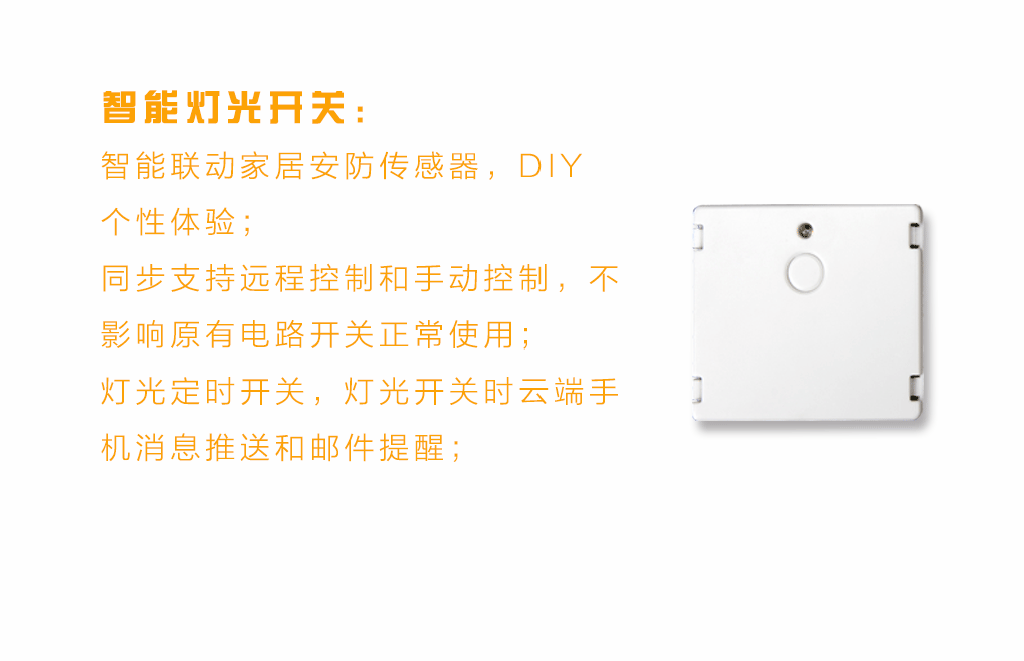 智能灯光开关：
智能联动家居安防传感器，DIY
个性体验；
同步支持远程控制和手动控制，不
影响原有电路开关正常使用；
灯光定时开关，灯光开关时云端手
机消息推送和邮件提醒；